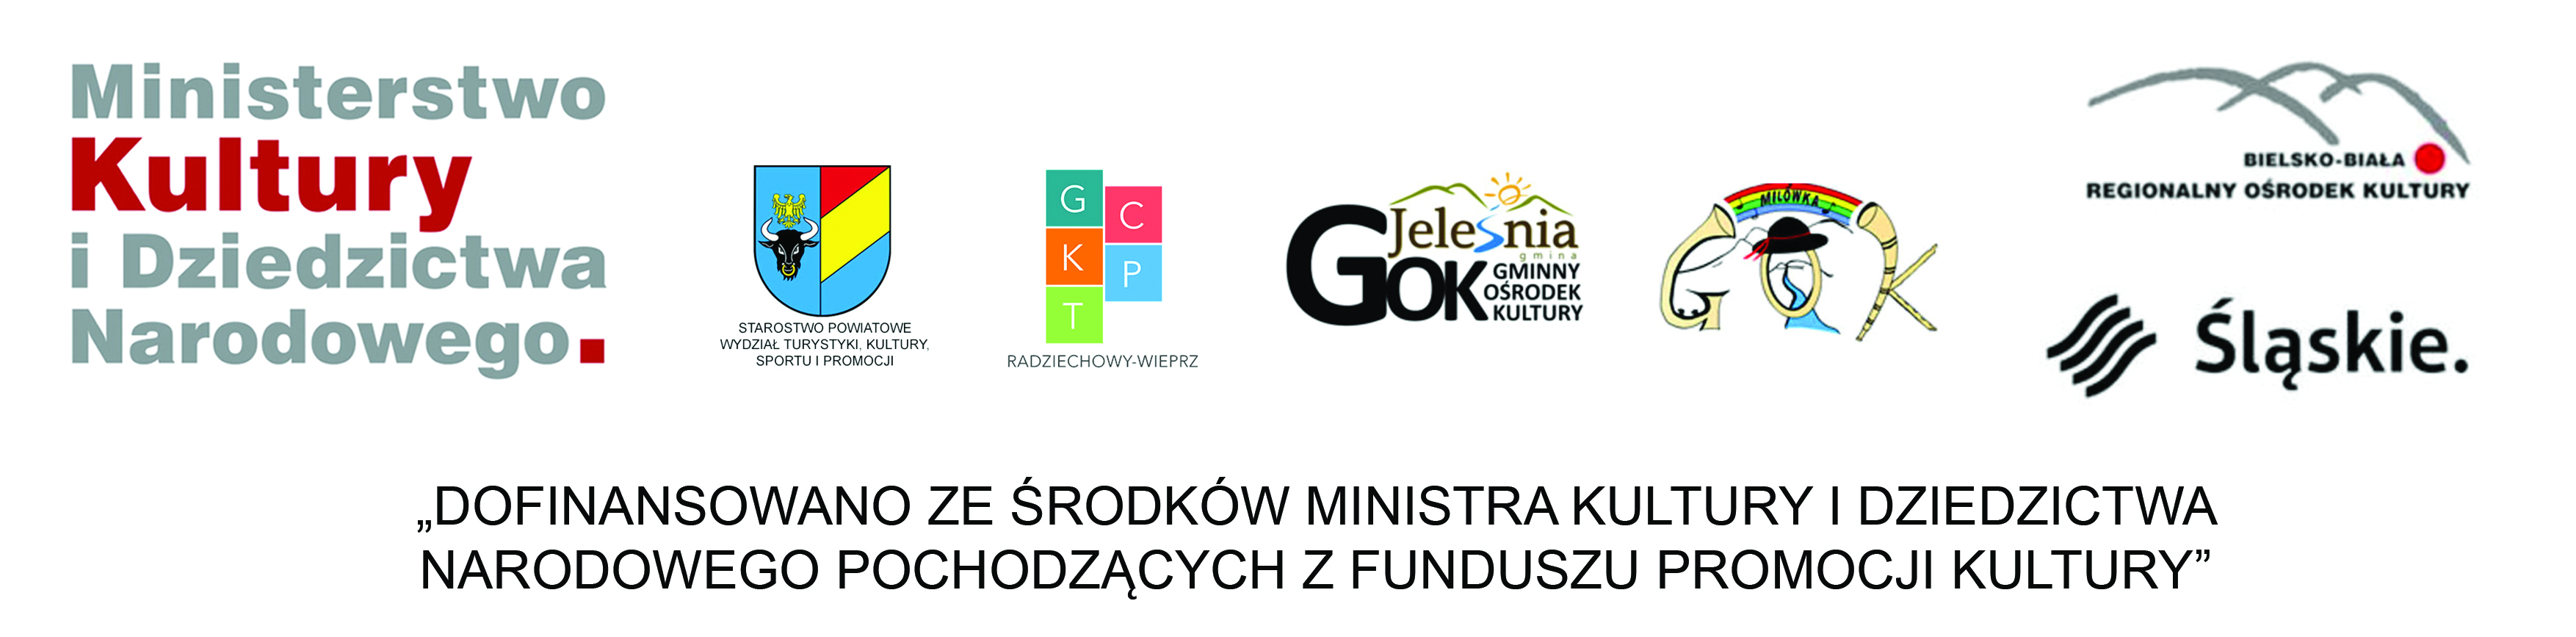 Ministerstwo
Kultury
i Dziedzictwa
Narodowego.
STAROSTWO POWIATOWE
WYDZIAŁ TURYSTYKI, KULTURY,
SPORTU I PROMOCJI
G
C
K
P
T
RADZIECHOWY-WIEPRZ
Jeleśnia
gmina
GOK
GMINNY
OŚRODEK
KULTURY
MILÓWKA
GOK
BIELSKO-BIAŁA
REGIONALNY OŚRODEK KULTURY
Śląskie.
„DOFINANSOWANO ZE ŚRODKÓW MINISTRA KULTURY I DZIEDZICTWA
NARODOWEGO POCHODZĄCYCH Z FUNDUSZU PROMOCJI KULTURY”